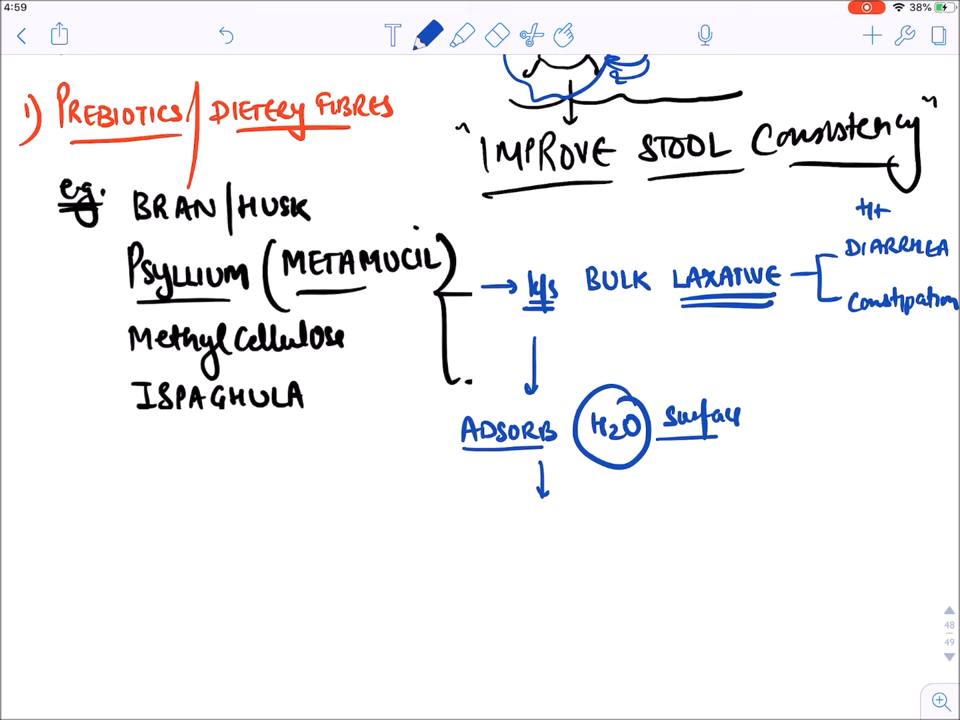 4:59
38%
T
1) PREBIOTICS/ DIETERY FIBRES
" "IMPROVE STOOL Consistency"
eg. BRAN/HUSK
Psyllium (METAMUCIL)
Methyl Cellulose
ISPAGHULA
→ k/s BULK LAXATIVE
DIARRHEA
Constipation
ADSORB H2O surface
48
49